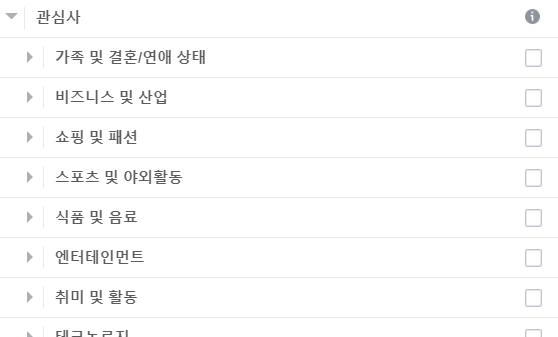 관심사
가족 및 결혼/연애 상태
비즈니스 및 산업
쇼핑 및 패션
스포츠 및 야외활동
식품 및 음료
엔터테인먼트
취미 및 활동